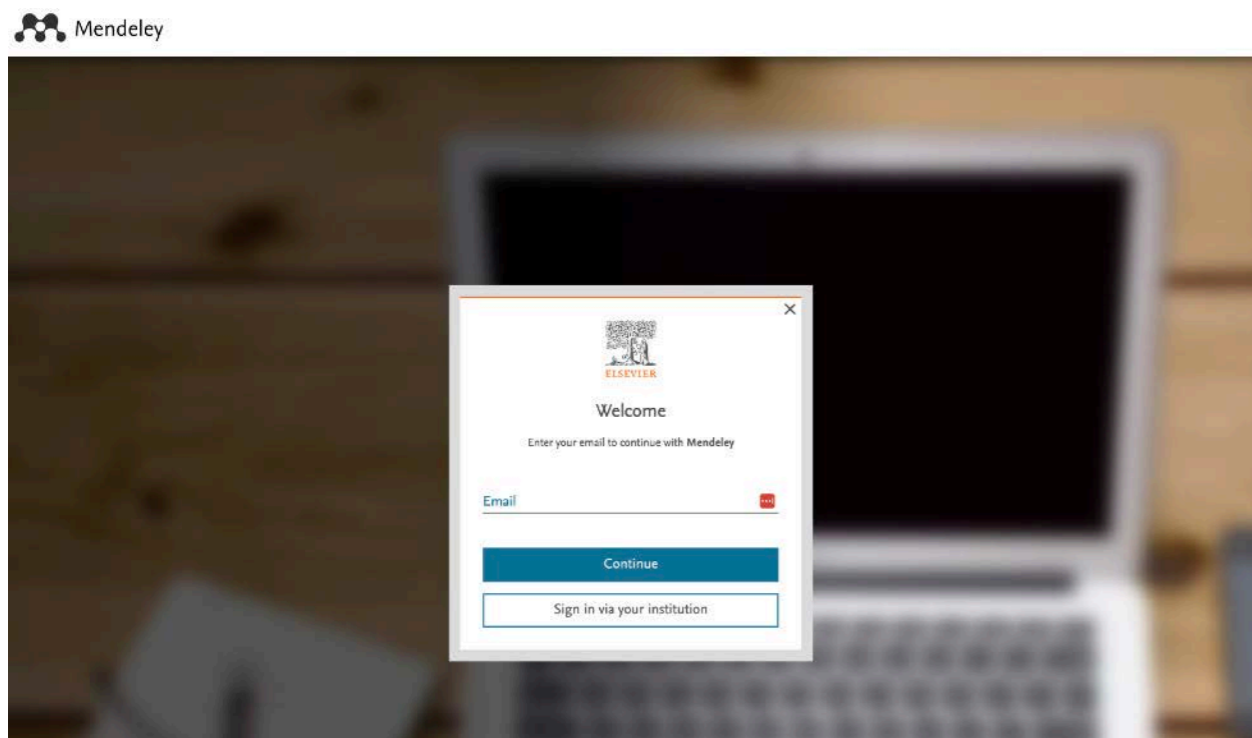 Mendeley
ELSEVIER
Welcome
Enter your email to continue with Mendeley
Email
Continue
Sign in via your institution